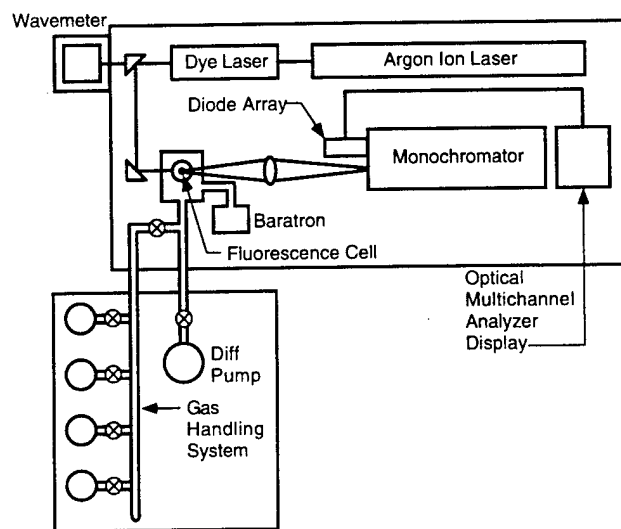 Wavemeter
Dye Laser
Argon Ion Laser
Diode Array
Monochromator
Baratron
Fluorescence Cell
Optical
Multichannel
Analyzer
Display
Diff
Pump
Gas
Handling
System